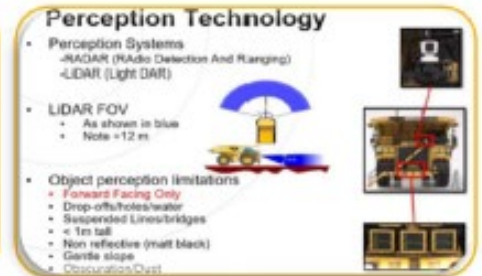 Perception Technology
Perception Systems
-RADAR (RAdio Detection And Ranging)
-LiDAR (Light DAR)
LiDAR FOV
As shown in blue
Note ~12 m
Object perception limitations
Forward Facing Only
Drop-offs/holes/water
Suspended Lines/bridges
< 1m tall
Non reflective (matt black)
Gentle slope
Obscuration/Dust